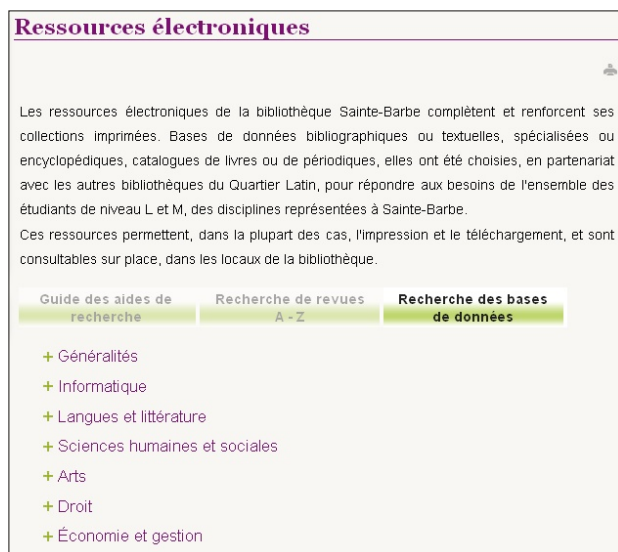 Ressources électroniques
Les ressources électroniques de la bibliothèque Sainte-Barbe complètent et renforcent ses
collections imprimées. Bases de données bibliographiques ou textuelles, spécialisées ou
encyclopédiques, catalogues de livres ou de périodiques, elles ont été choisies, en partenariat
avec les autres bibliothèques du Quartier Latin, pour répondre aux besoins de l'ensemble des
étudiants de niveau L et M, des disciplines représentées à Sainte-Barbe.
Ces ressources permettent, dans la plupart des cas, l'impression et le téléchargement, et sont
consultables sur place, dans les locaux de la bibliothèque.
Guide des aides de
recherche
Recherche de revues
A - Z
Recherche des bases
de données
+ Généralités
+ Informatique
+ Langues et littérature
+ Sciences humaines et sociales
+ Arts
+ Droit
+ Économie et gestion